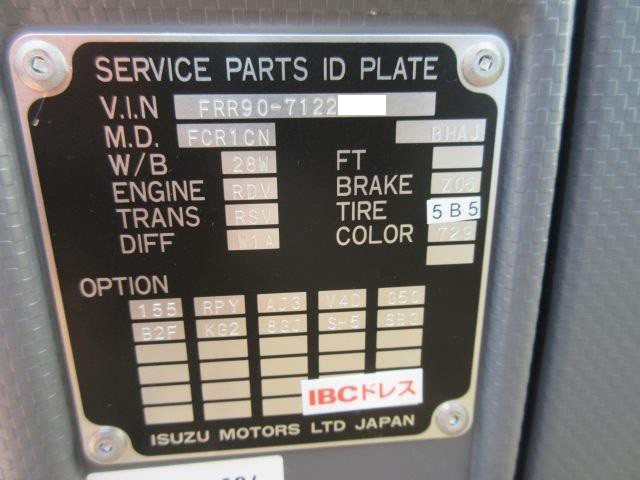 SERVICE PARTS ID PLATE
V.I.N FRR90-7122
M.D. FCR1CN BHAJ
W/B 28W FT
ENGINE RDV BRAKE Z05
TRANS RSV TIRE 5B5
DIFF W1A COLOR 729
OPTION
155 RPY AJ3 V4D G50
B2F KG2 8GJ SH5 SB3
IBCドレス
ISUZU MOTORS LTD JAPAN